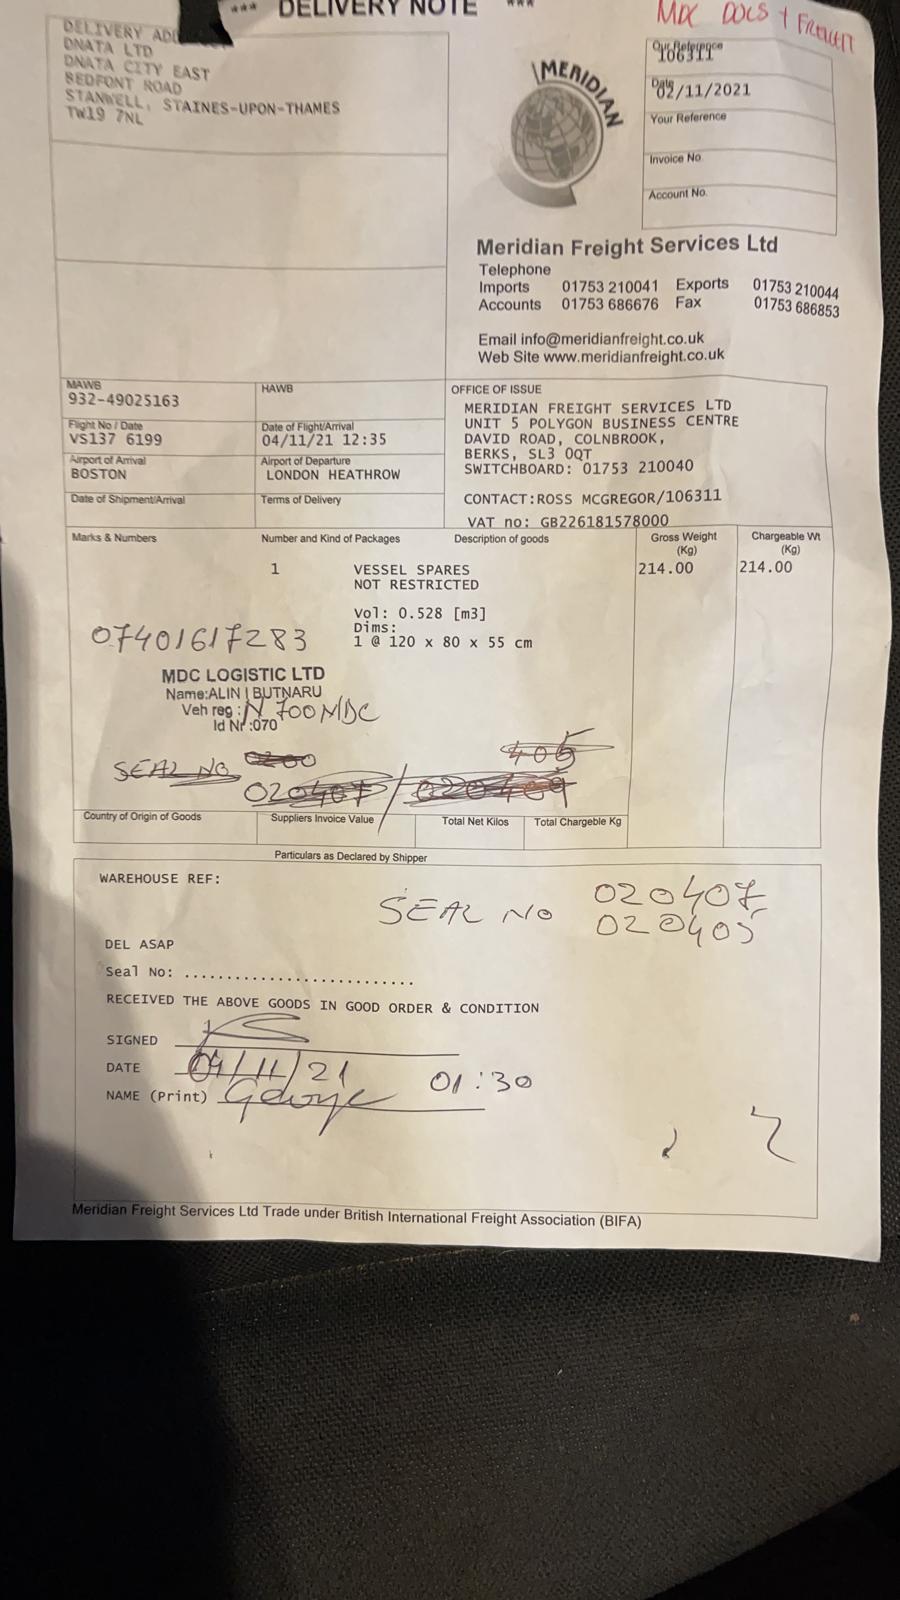 *** DELIVERY NOTE ***
MDC DOCS + FREIGHT
DELIVERY
DNATA LTD
DNATA CITY EAST
BEDFONT ROAD
STANWELL, STAINES-UPON-THAMES
TW19 7NL
MERIDIAN
Our Reference
106311
Date
02/11/2021
Your Reference
Invoice No.
Account No.
Meridian Freight Services Ltd
Telephone
Imports 01753 210041 Exports 01753 210044
Accounts 01753 686676 Fax 01753 686853
Email info@meridianfreight.co.uk
Web Site www.meridianfreight.co.uk
MAWB
932-49025163
HAWB
Flight No / Date
VS137 6199
Date of Flight/Arrival
04/11/21 12:35
Airport of Arrival
BOSTON
Airport of Departure
LONDON HEATHROW
Date of Shipment/Arrival
Terms of Delivery
OFFICE OF ISSUE
MERIDIAN FREIGHT SERVICES LTD
UNIT 5 POLYGON BUSINESS CENTRE
DAVID ROAD, COLNBROOK,
BERKS, SL3 0QT
SWITCHBOARD: 01753 210040
CONTACT:ROSS MCGREGOR/106311
VAT no: GB226181578000
Marks & Numbers
Number and Kind of Packages
Description of goods
Gross Weight
(Kg)
Chargeable Wt
(Kg)
1 VESSEL SPARES 214.00 214.00
NOT RESTRICTED
Vol: 0.528 [m3]
Dims:
1 @ 120 x 80 x 55 cm
07401617283
MDC LOGISTIC LTD
Name:ALIN I BUTNARU
Veh reg : N 700MDC
Id Nr :070
SEAL NO
405
020407 /
Country of Origin of Goods
Suppliers Invoice Value
Total Net Kilos
Total Chargeable Kg
Particulars as Declared by Shipper
WAREHOUSE REF:
SEAL NO 020407
020405
DEL ASAP
Seal No: ...........................
RECEIVED THE ABOVE GOODS IN GOOD ORDER & CONDITION
SIGNED
DATE 04/11/21 01:30
NAME (Print) George
Meridian Freight Services Ltd Trade under British International Freight Association (BIFA)